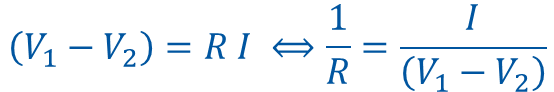 (V₁ − V₂) = R I ⟺ 1/R = I/(V₁ − V₂)